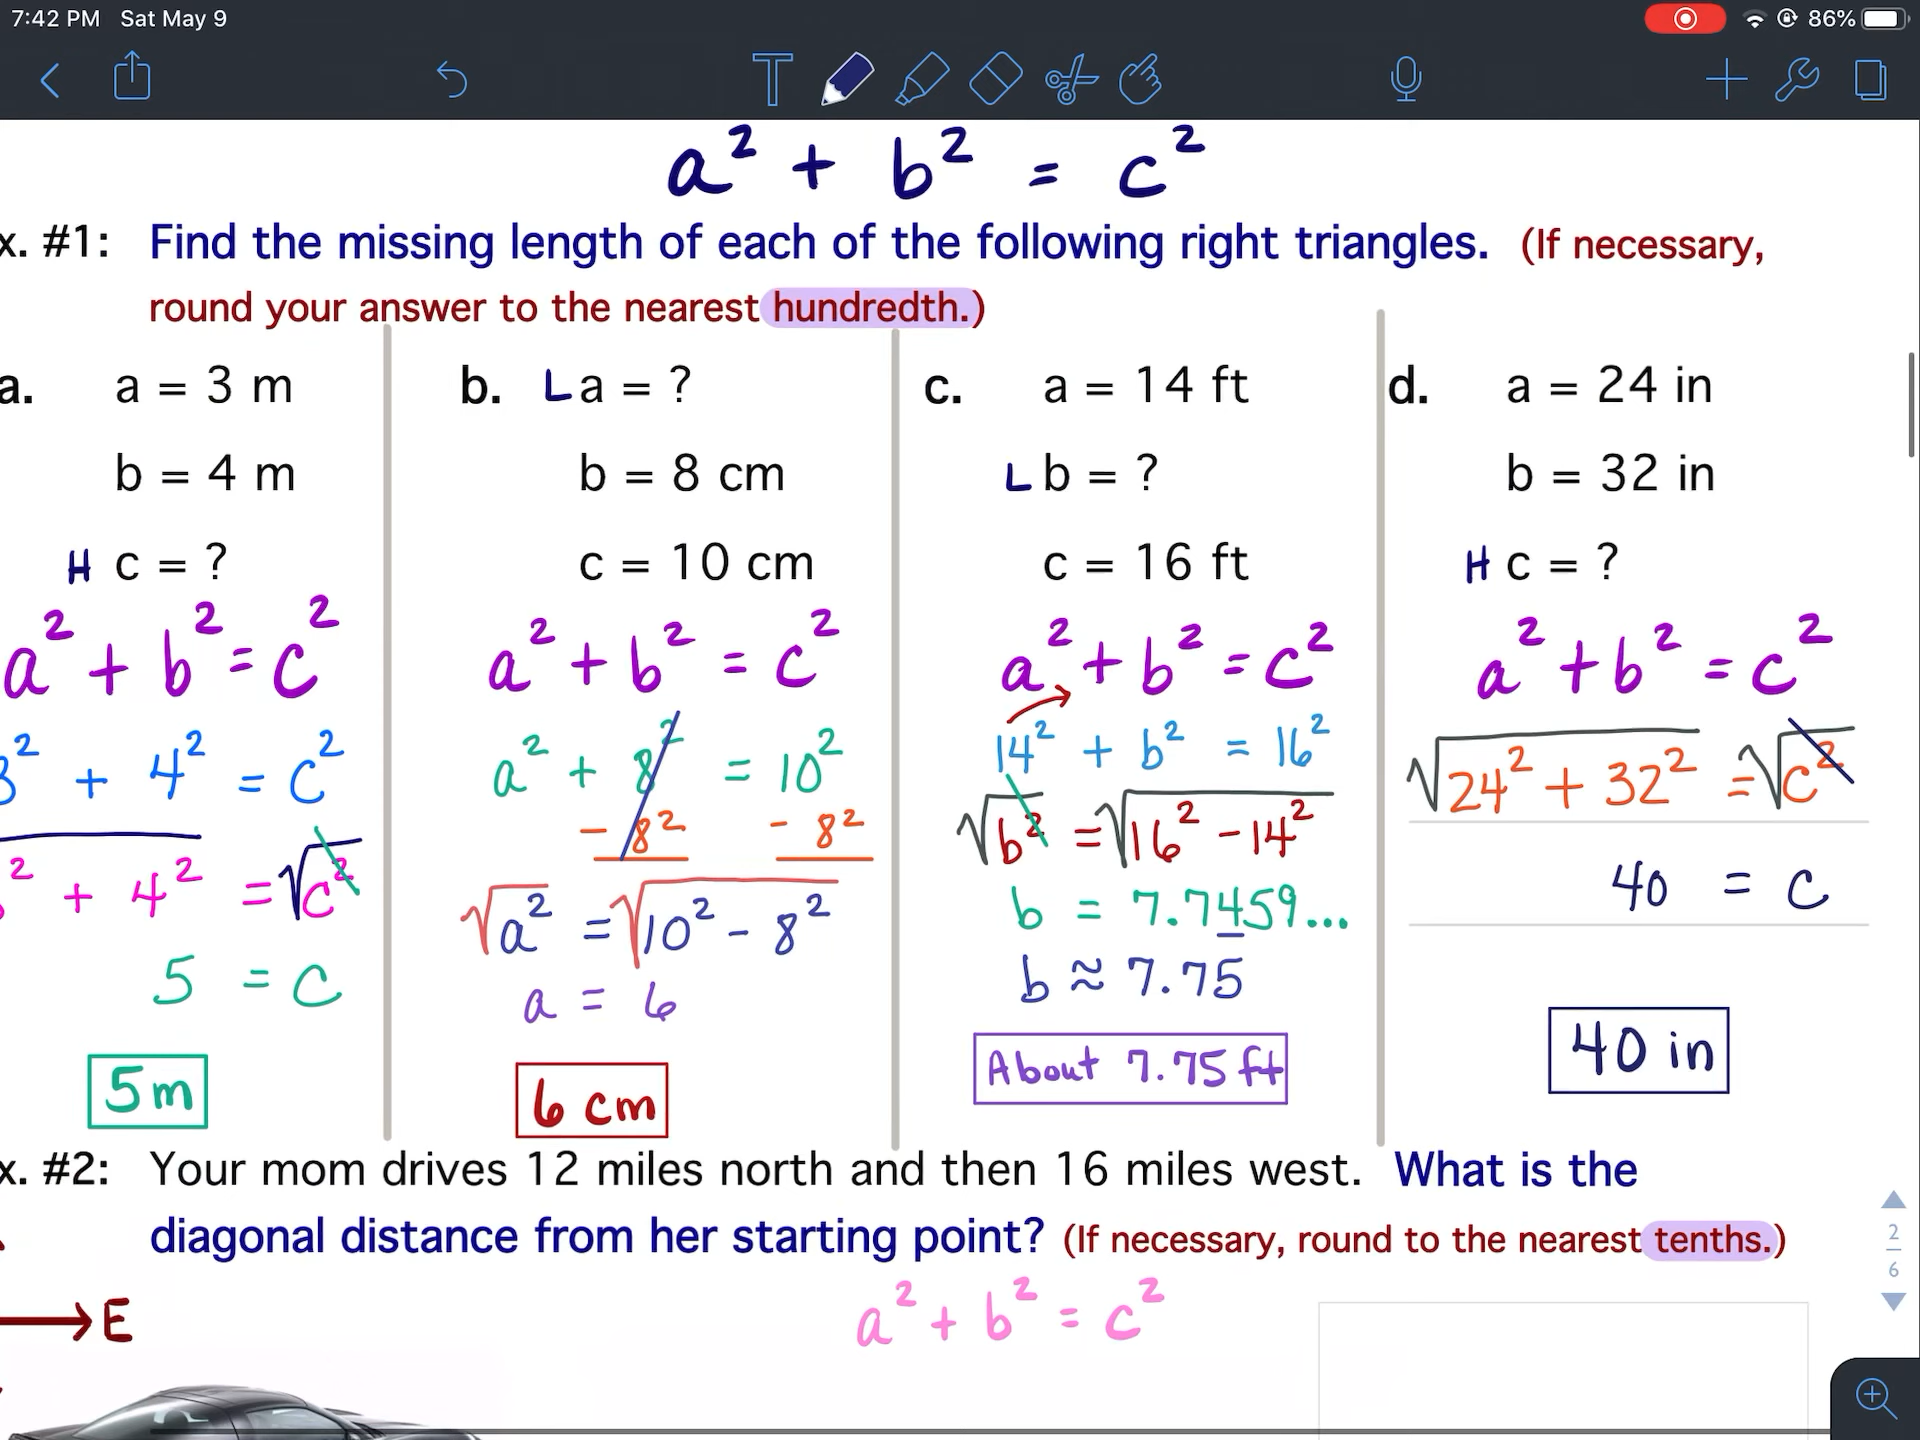 7:42 PM Sat May 9 86%
a² + b² = c²
x. #1: Find the missing length of each of the following right triangles. (If necessary,
round your answer to the nearest hundredth.)
a. a = 3 m
b = 4 m
H c = ?
a² + b² = c²
3² + 4² = c²
² + 4² = √c²
5 = c
5m
b. L a = ?
b = 8 cm
c = 10 cm
a² + b² = c²
a² + 8² = 10²
- 8² - 8²
√a² = √10² - 8²
a = 6
6 cm
c. a = 14 ft
L b = ?
c = 16 ft
a² + b² = c²
14² + b² = 16²
√b² = √16² - 14²
b = 7.7459...
b ≈ 7.75
About 7.75 ft
d. a = 24 in
b = 32 in
H c = ?
a² + b² = c²
√24² + 32² = √c²
40 = c
40 in
x. #2: Your mom drives 12 miles north and then 16 miles west. What is the
diagonal distance from her starting point? (If necessary, round to the nearest tenths.)
a² + b² = c²
E
2
6